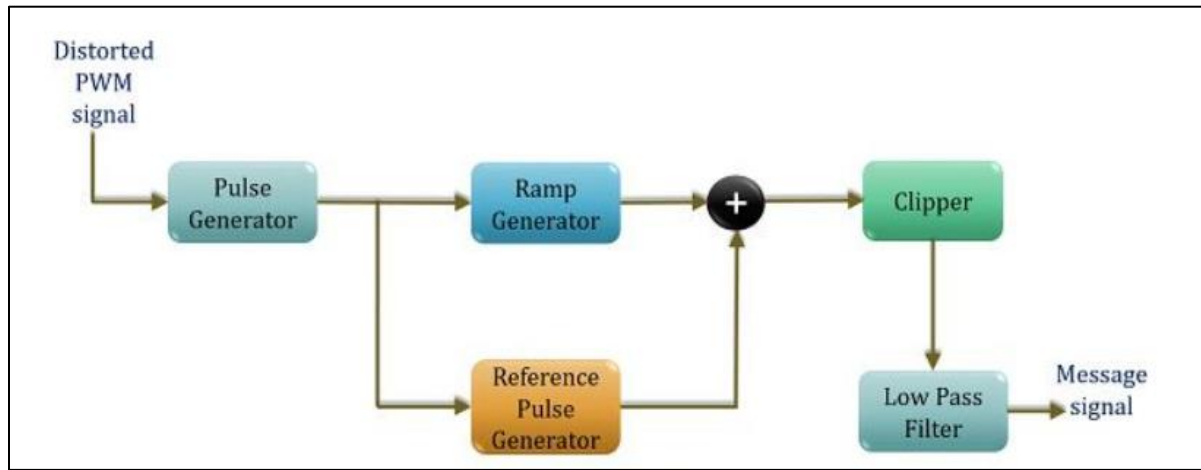 Distorted
PWM
signal
Pulse
Generator
Ramp
Generator
+
Clipper
Reference
Pulse
Generator
Low Pass
Filter
Message
signal